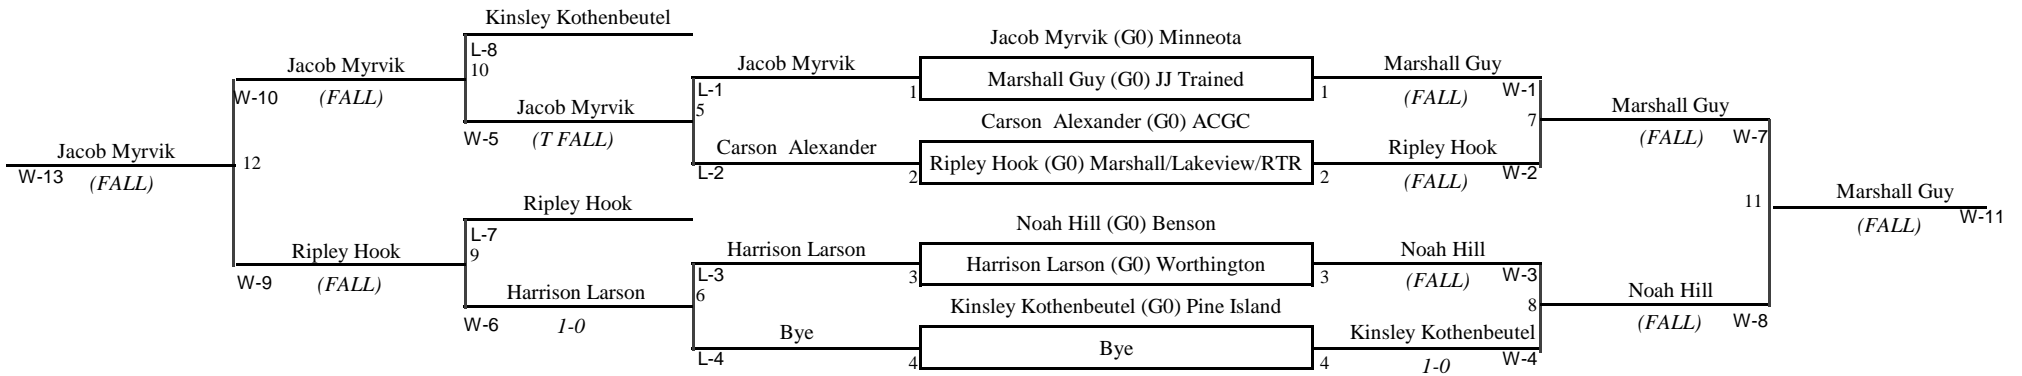 Kinsley Kothenbeutel
L-8
10
Jacob Myrvik
W-10
(FALL)
Jacob Myrvik
W-5
(T FALL)
Jacob Myrvik
W-13
(FALL)
12
Ripley Hook
L-7
9
Ripley Hook
W-9
(FALL)
Harrison Larson
W-6
1-0
Jacob Myrvik
L-1
5
Carson Alexander
L-2
Harrison Larson
L-3
6
Bye
L-4
Jacob Myrvik (G0) Minneota
1 Marshall Guy (G0) JJ Trained 1
Carson Alexander (G0) ACGC
2 Ripley Hook (G0) Marshall/Lakeview/RTR 2
Noah Hill (G0) Benson
3 Harrison Larson (G0) Worthington 3
Kinsley Kothenbeutel (G0) Pine Island
4 Bye 4
Marshall Guy
(FALL)
W-1
7
Ripley Hook
(FALL)
W-2
Noah Hill
(FALL)
W-3
8
Kinsley Kothenbeutel
1-0
W-4
Marshall Guy
(FALL)
W-7
11
Noah Hill
(FALL)
W-8
Marshall Guy
(FALL)
W-11